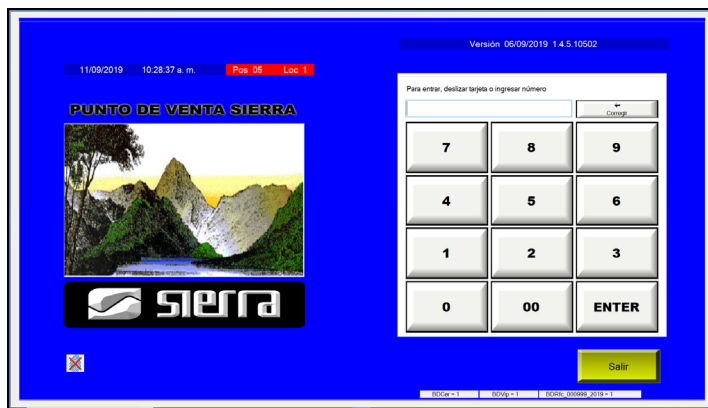 Versión 06/09/2019 1.4.5.10502
11/09/2019 10:28:37 a. m. Pos 05 Loc 1
Para entrar, deslizar tarjeta o ingresar número
Corregir
PUNTO DE VENTA SIERRA
7 8 9
4 5 6
1 2 3
sierra
0 00 ENTER
Salir
BDCer = 1 BDVip = 1 BDRfc_000999_2019 = 1